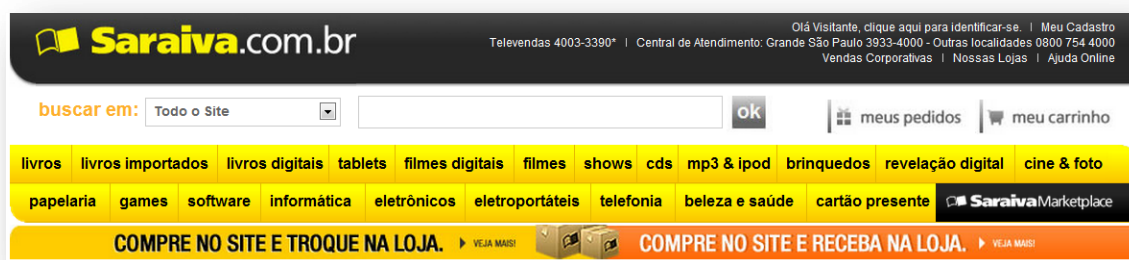 Saraiva.com.br
Olá Visitante, clique aqui para identificar-se. | Meu Cadastro
Televendas 4003-3390* | Central de Atendimento: Grande São Paulo 3933-4000 - Outras localidades 0800 754 4000
Vendas Corporativas | Nossas Lojas | Ajuda Online
buscar em: Todo o Site ok meus pedidos meu carrinho
livros livros importados livros digitais tablets filmes digitais filmes shows cds mp3 & ipod brinquedos revelação digital cine & foto
papelaria games software informática eletrônicos eletroportáteis telefonia beleza e saúde cartão presente Saraiva Marketplace
COMPRE NO SITE E TROQUE NA LOJA. VEJA MAIS! COMPRE NO SITE E RECEBA NA LOJA. VEJA MAIS!